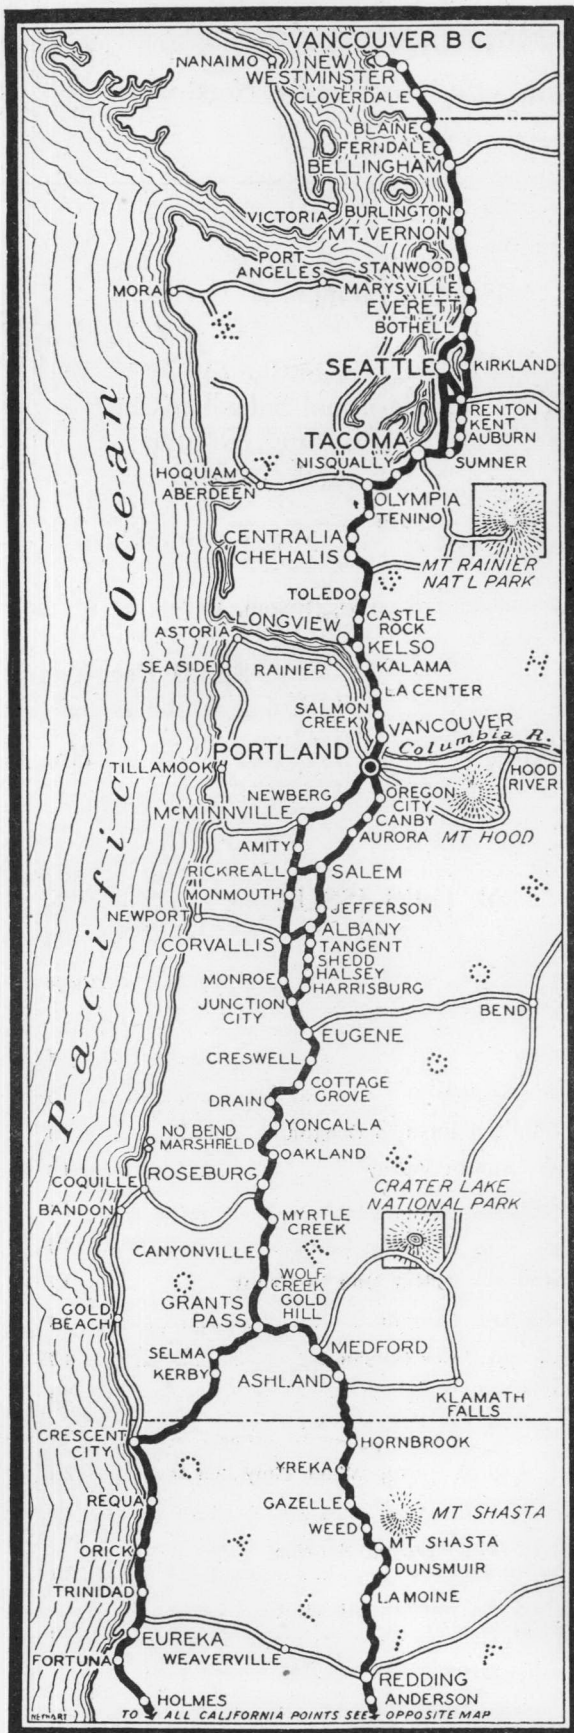 VANCOUVER B C
NANAIMO
NEW
WESTMINSTER
CLOVERDALE
BLAINE
FERNDALE
BELLINGHAM
VICTORIA
BURLINGTON
MT. VERNON
PORT
ANGELES
STANWOOD
MORA
MARYSVILLE
EVERETT
BOTHELL
SEATTLE
KIRKLAND
RENTON
KENT
AUBURN
TACOMA
HOQUIAM
NISQUALLY
SUMNER
ABERDEEN
OLYMPIA
TENINO
CENTRALIA
CHEHALIS
MT RAINIER
NAT'L PARK
TOLEDO
LONGVIEW
CASTLE
ROCK
ASTORIA
KELSO
SEASIDE
RAINIER
KALAMA
LA CENTER
SALMON
CREEK
VANCOUVER
Columbia R.
PORTLAND
TILLAMOOK
HOOD
RIVER
NEWBERG
OREGON
CITY
McMINNVILLE
CANBY
AURORA
MT HOOD
AMITY
RICKREALL
SALEM
MONMOUTH
NEWPORT
JEFFERSON
CORVALLIS
ALBANY
TANGENT
SHEDD
HALSEY
MONROE
HARRISBURG
JUNCTION
CITY
BEND
EUGENE
CRESWELL
COTTAGE
GROVE
DRAIN
NO BEND
MARSHFIELD
YONCALLA
OAKLAND
COQUILLE
ROSEBURG
CRATER LAKE
NATIONAL PARK
BANDON
MYRTLE
CREEK
CANYONVILLE
WOLF
CREEK
GOLD
BEACH
GRANTS
PASS
GOLD
HILL
SELMA
MEDFORD
KERBY
ASHLAND
KLAMATH
FALLS
CRESCENT
CITY
HORNBROOK
YREKA
REQUA
GAZELLE
MT SHASTA
WEED
MT SHASTA
ORICK
DUNSMUIR
TRINIDAD
LA MOINE
EUREKA
FORTUNA
WEAVERVILLE
REDDING
HOLMES
ANDERSON
TO ALL CALIFORNIA POINTS SEE OPPOSITE MAP
Pacific Ocean
WASH
OREGON
CALIF